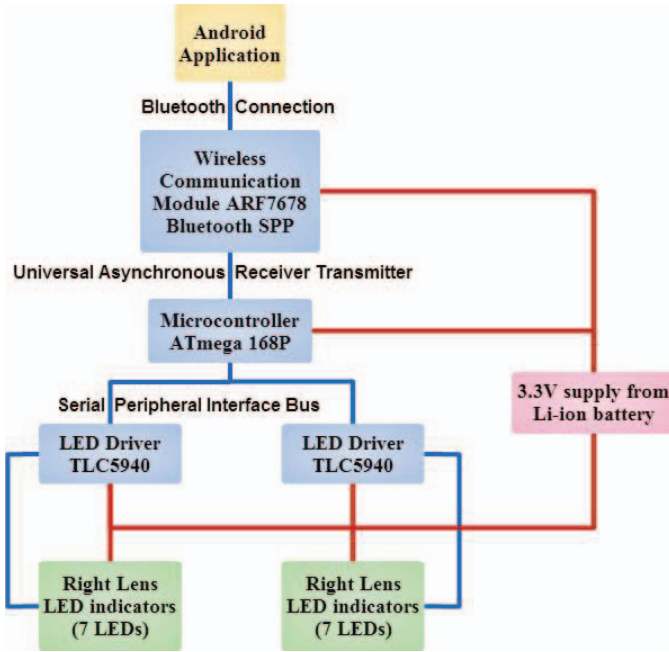 Android
Application
Bluetooth Connection
Wireless
Communication
Module ARF7678
Bluetooth SPP
Universal Asynchronous Receiver Transmitter
Microcontroller
ATmega 168P
3.3V supply from
Li-ion battery
Serial Peripheral Interface Bus
LED Driver
TLC5940
LED Driver
TLC5940
Right Lens
LED indicators
(7 LEDs)
Right Lens
LED indicators
(7 LEDs)